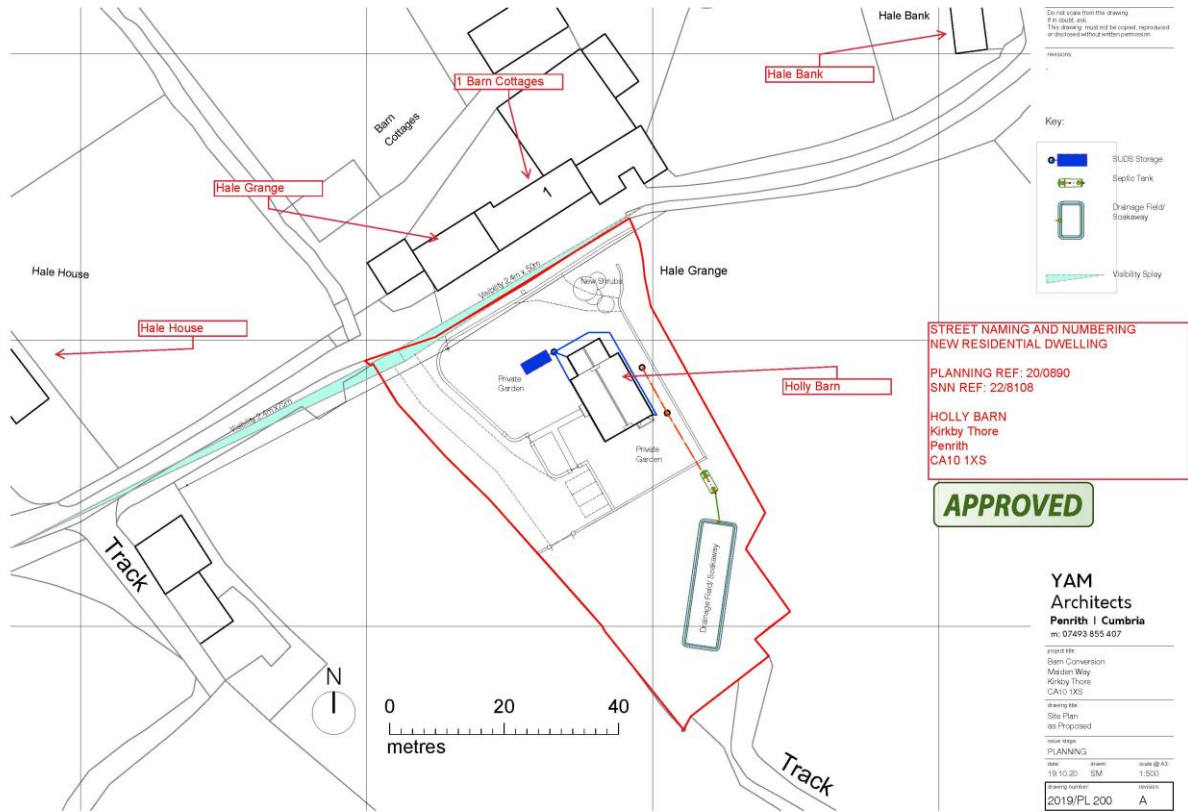 Do not scale from this drawing.
If in doubt, ask.
This drawing must not be copied, reproduced
or disclosed without written permission
revisions
Hale Bank
Hale Bank
1 Barn Cottages
Barn
Cottages
Key:
SUDS Storage
Septic Tank
Drainage Field/
Soakaway
Visibility Splay
Hale Grange
1
Hale House
Hale Grange
Visibility 2.4m x 50m
New Shrubs
Hale House
Private
Garden
Holly Barn
STREET NAMING AND NUMBERING
NEW RESIDENTIAL DWELLING
PLANNING REF: 20/0890
SNN REF: 22/8108
HOLLY BARN
Kirkby Thore
Penrith
CA10 1XS
APPROVED
Private
Garden
Track
Drainage Field/ Soakaway
N
0 20 40
metres
Track
YAM
Architects
Penrith | Cumbria
m: 07493 855 407
project title
Barn Conversion
Maiden Way
Kirkby Thore
CA10 1XS
drawing title
Site Plan
as Proposed
issue stage
PLANNING
date drawn scale @ A3
19.10.20 SM 1:500
drawing number revision
2019/PL 200 A